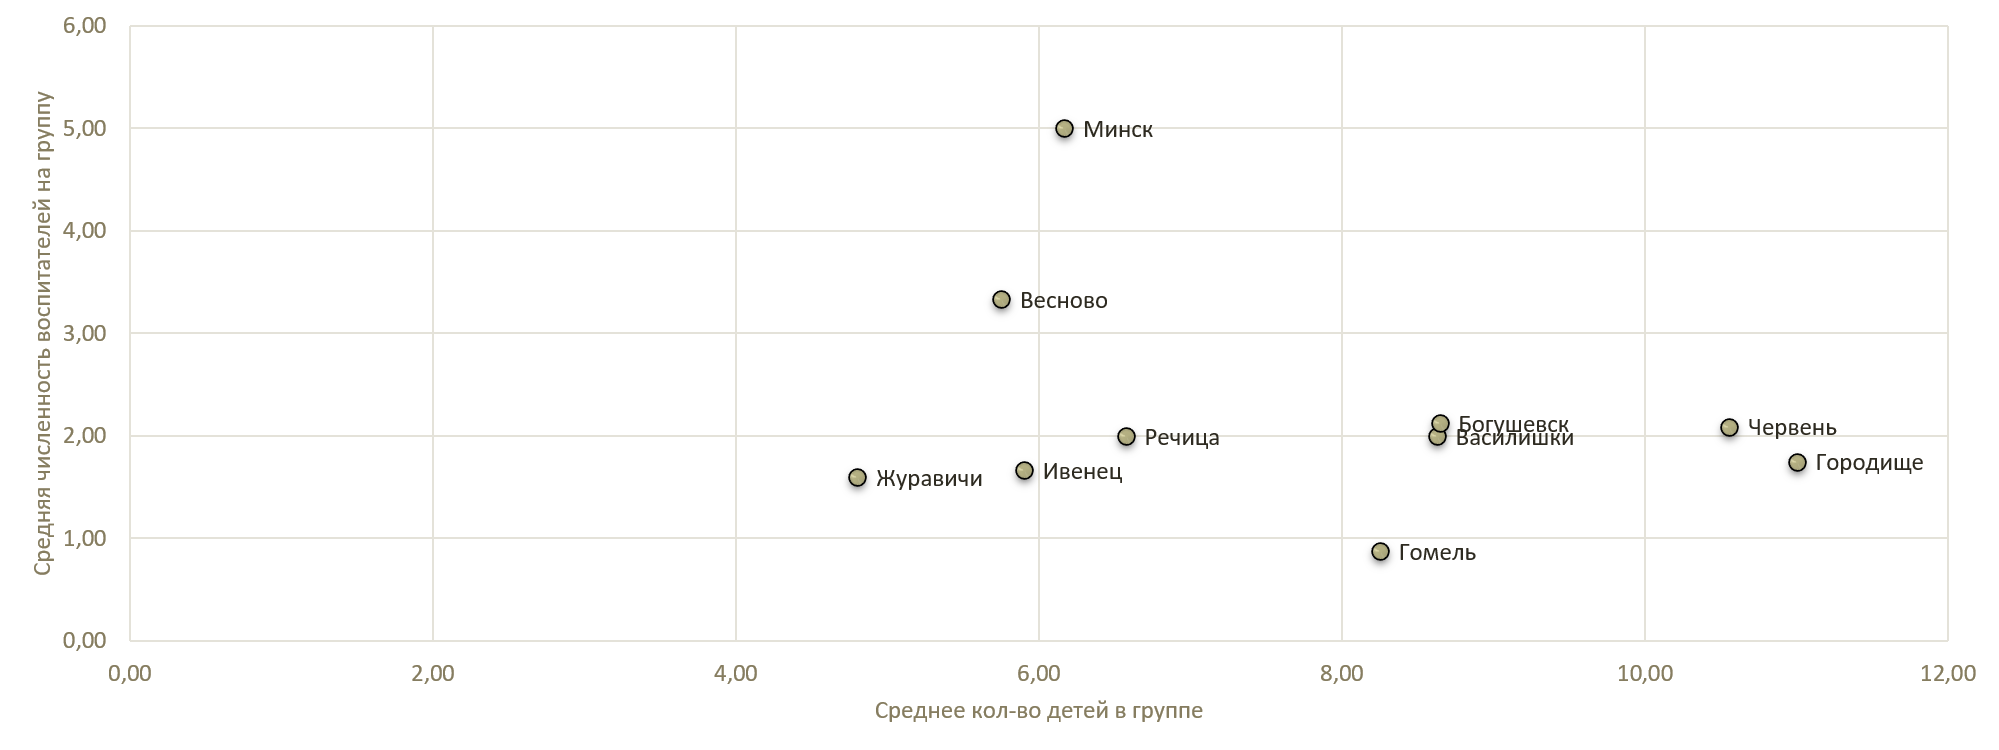 6,00
5,00
4,00
3,00
2,00
1,00
0,00
Средняя численность воспитателей на группу
Минск
Весново
Богушевск
Василишки
Червень
Речица
Городище
Ивенец
Журавичи
Гомель
0,00 2,00 4,00 6,00 8,00 10,00 12,00
Среднее кол-во детей в группе